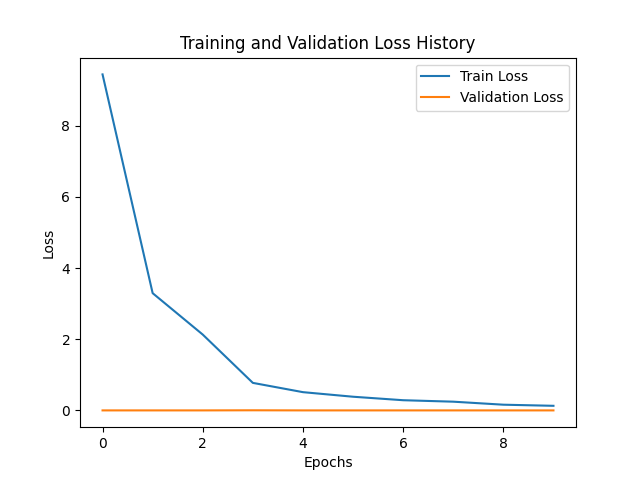 Training and Validation Loss History
Train Loss
Validation Loss
8
6
4
2
0
Loss
0 2 4 6 8
Epochs